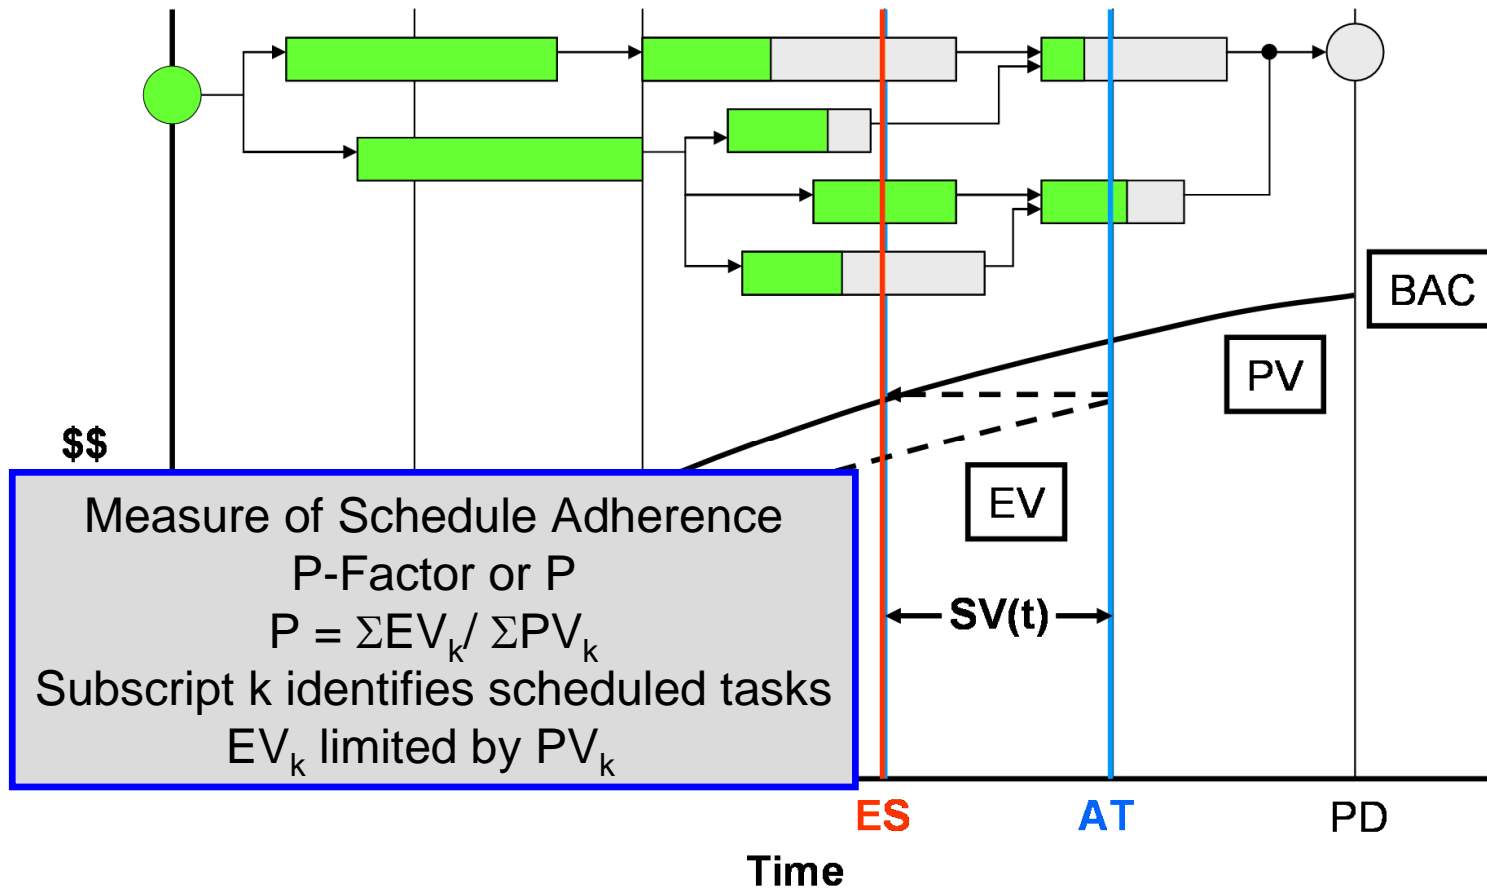 BAC
PV
$$
EV
Measure of Schedule Adherence
P-Factor or P
P = ΣEVk/ ΣPVk
Subscript k identifies scheduled tasks
EVk limited by PVk
SV(t)
ES AT PD
Time